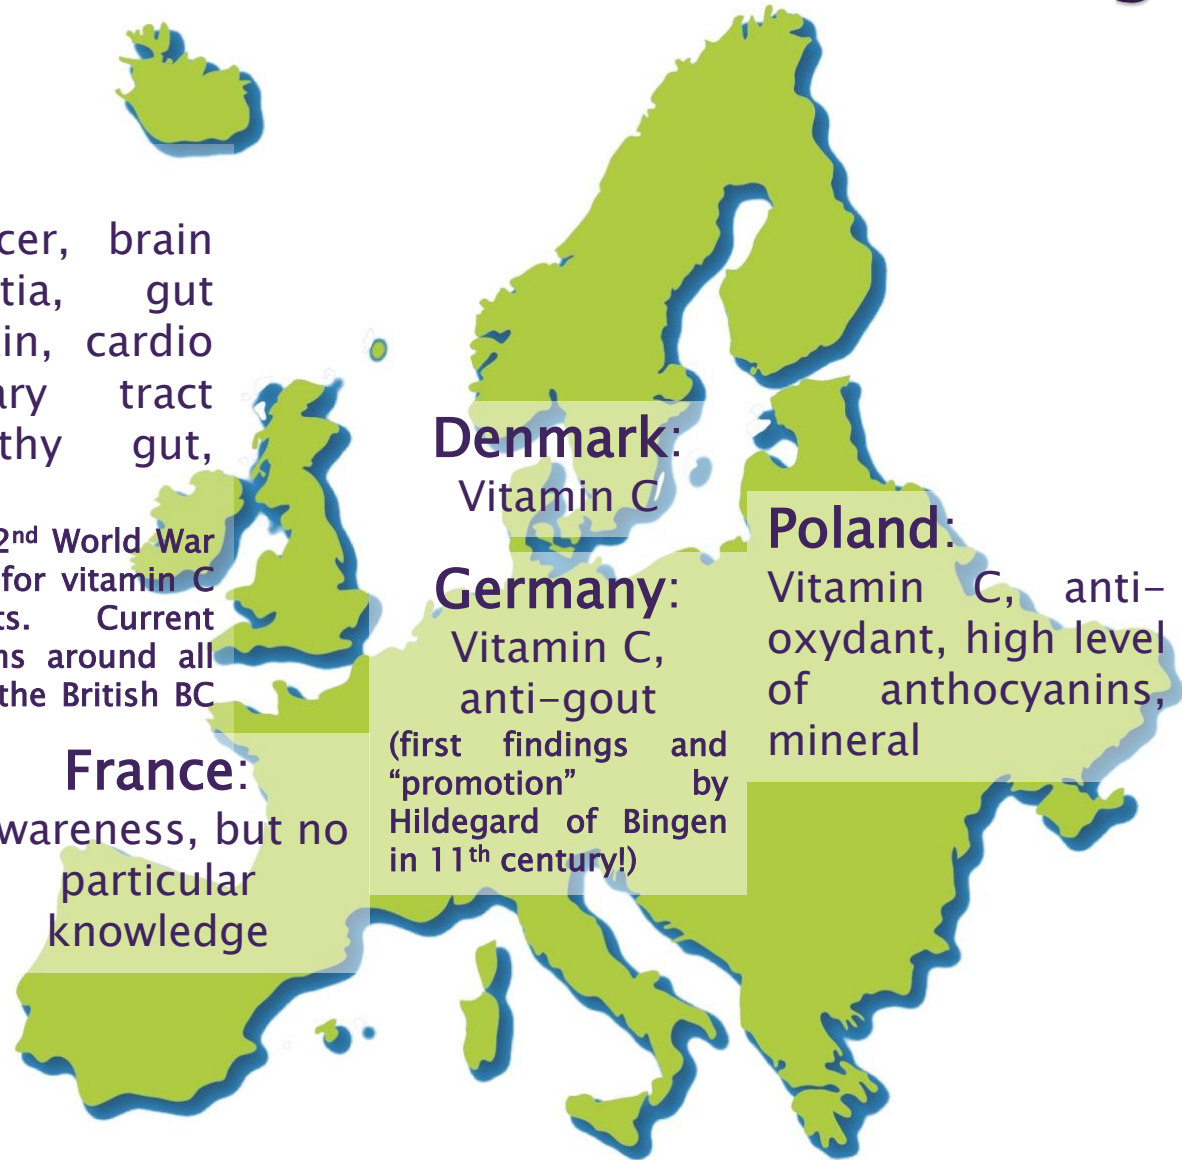 cer, brain
tia, gut
in, cardio
ary tract
thy gut,
2nd World War
for vitamin C
ts. Current
ns around all
the British BC
France:
wareness, but no
particular
knowledge
Denmark:
Vitamin C
Germany:
Vitamin C,
anti-gout
(first findings and
“promotion” by
Hildegard of Bingen
in 11th century!)
Poland:
Vitamin C, anti-
oxydant, high level
of anthocyanins,
mineral